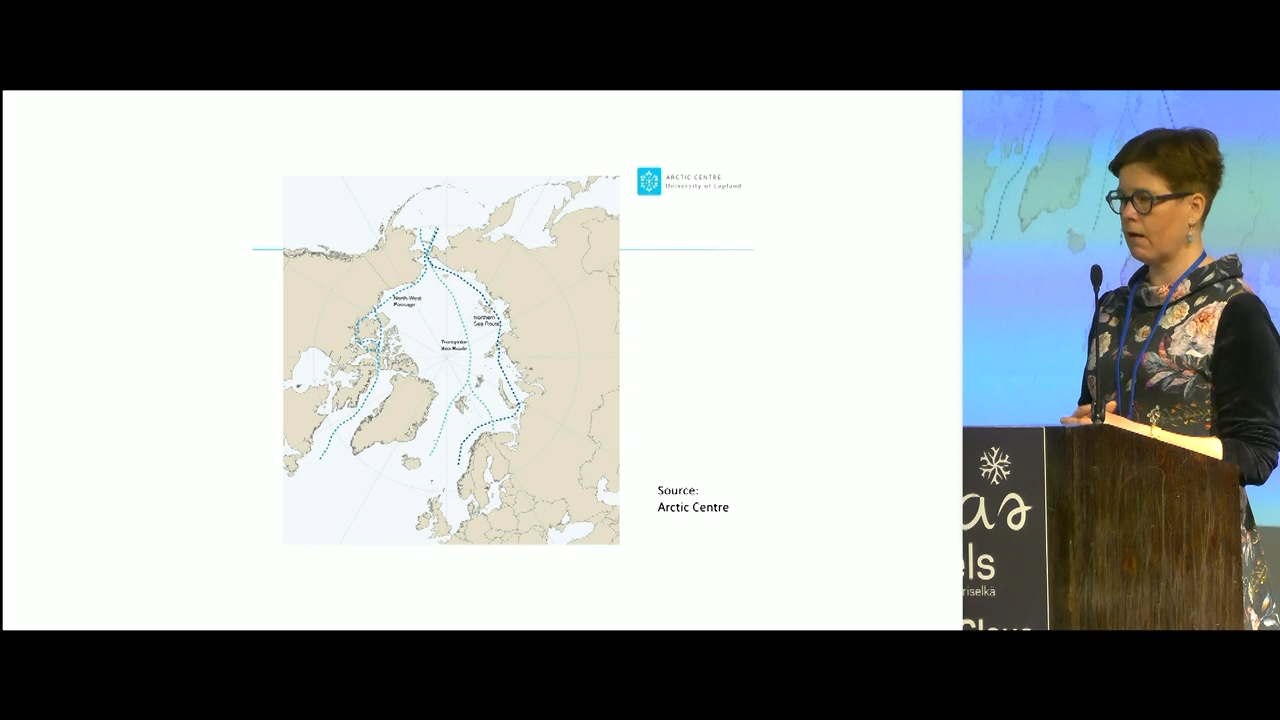 ARCTIC CENTRE
University of Lapland
North West
Passage
Northern
Sea Route
Transpolar
Sea Route
Source:
Arctic Centre
as
els
riselkä